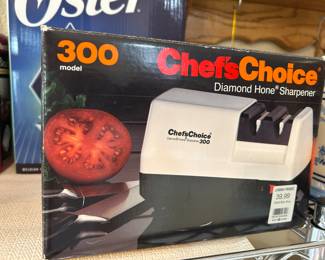 Oster
300
model
Chef'sChoice®
Diamond Hone® Sharpener
Chef'sChoice®
300
39.99